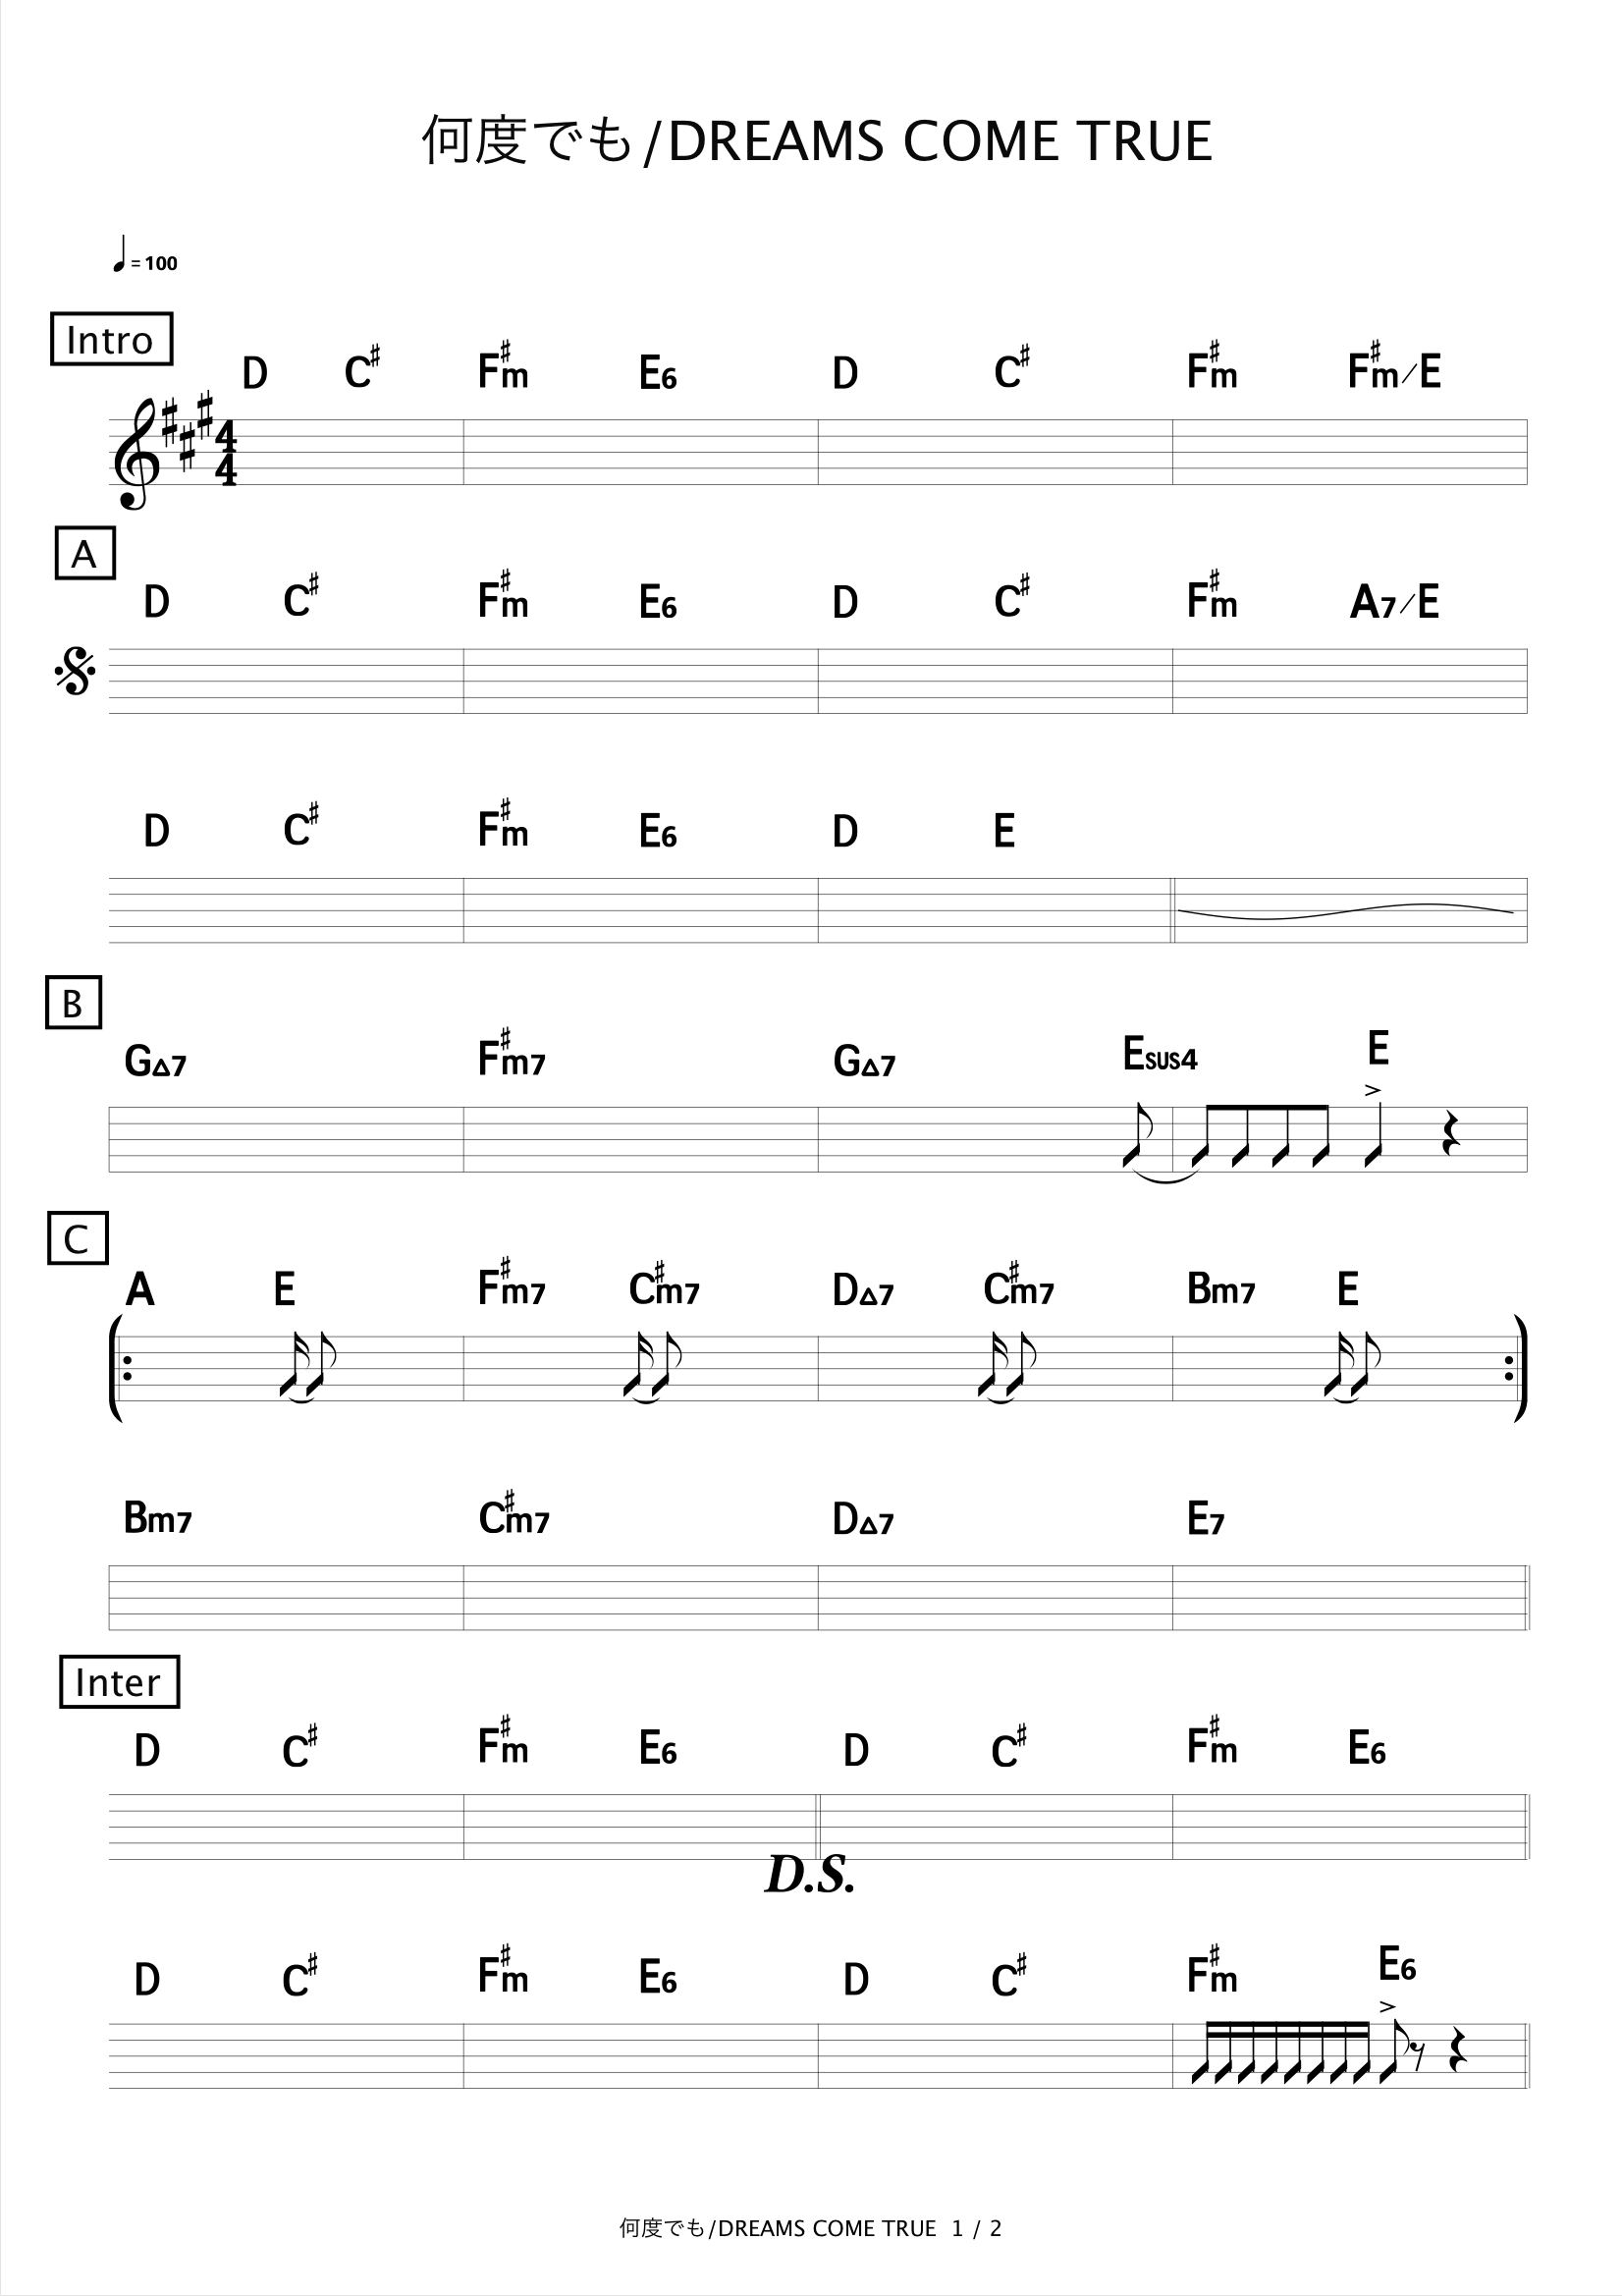 何度でも/DREAMS COME TRUE
♩=100
Intro
D C♯ F♯m E6 D C♯ F♯m F♯m/E
4
4
A
D C♯ F♯m E6 D C♯ F♯m A7/E
D C♯ F♯m E6 D E
B
G△7 F♯m7 G△7 Esus4 E
C
A E F♯m7 C♯m7 D△7 C♯m7 Bm7 E
Bm7 C♯m7 D△7 E7
Inter
D C♯ F♯m E6 D C♯ F♯m E6
D.S.
D C♯ F♯m E6 D C♯ F♯m E6
何度でも/DREAMS COME TRUE 1 / 2